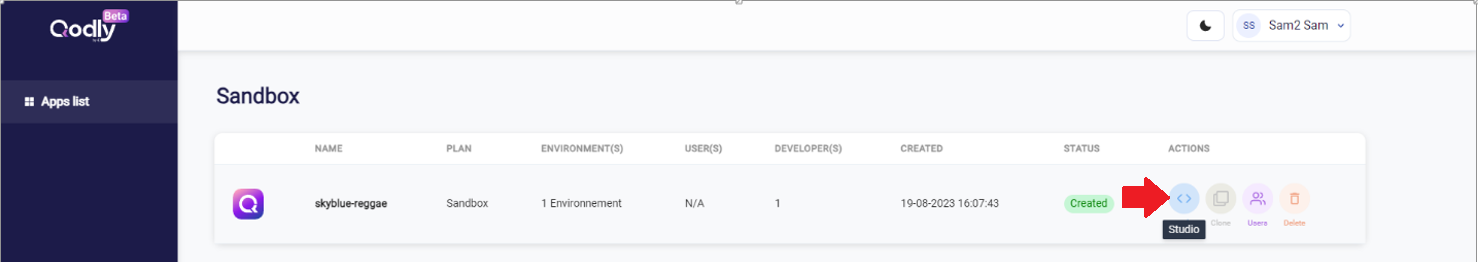 Qodly Beta
SS Sam2 Sam
Apps list
Sandbox
NAME PLAN ENVIRONMENT(S) USER(S) DEVELOPER(S) CREATED STATUS ACTIONS
skyblue-reggae Sandbox 1 Environnement N/A 1 19-08-2023 16:07:43 Created
Studio Clone Users Delete